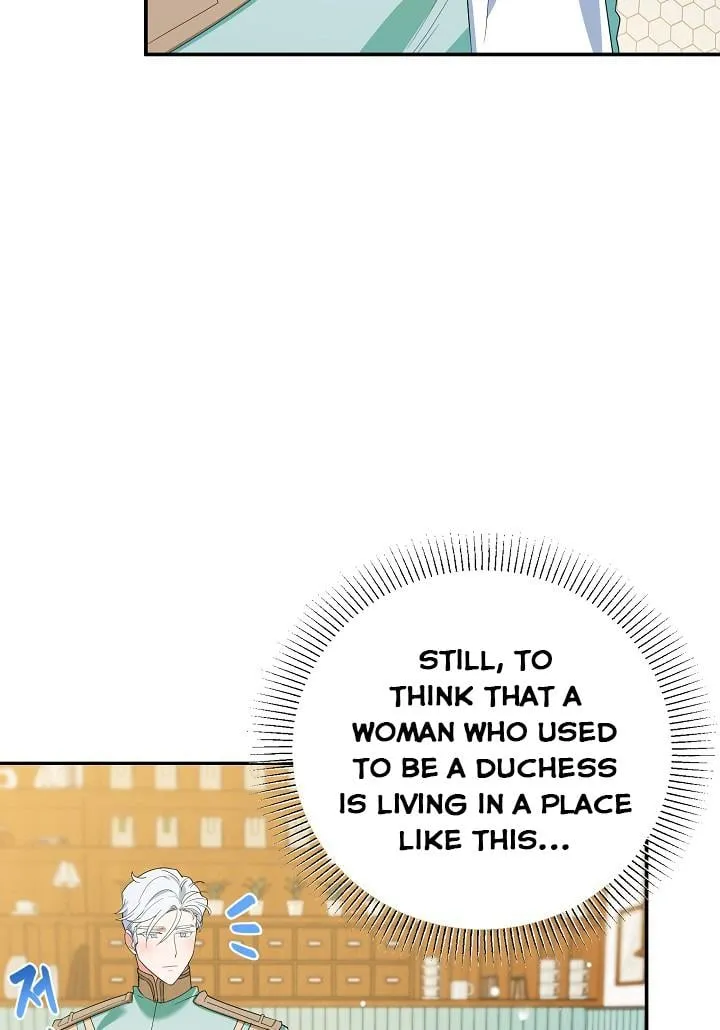 STILL, TO
THINK THAT A
WOMAN WHO USED
TO BE A DUCHESS
IS LIVING IN A PLACE
LIKE THIS...